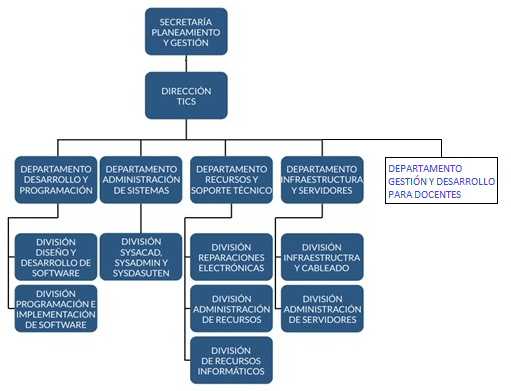 SECRETARÍA
PLANEAMIENTO
Y GESTIÓN
DIRECCIÓN
TICS
DEPARTAMENTO
DESARROLLO Y
PROGRAMACIÓN
DEPARTAMENTO
ADMINISTRACIÓN
DE SISTEMAS
DEPARTAMENTO
RECURSOS Y
SOPORTE TÉCNICO
DEPARTAMENTO
INFRAESTRUCTURA
Y SERVIDORES
DEPARTAMENTO
GESTIÓN Y DESARROLLO
PARA DOCENTES
DIVISIÓN
DISEÑO Y
DESARROLLO DE
SOFTWARE
DIVISIÓN
PROGRAMACIÓN E
IMPLEMENTACIÓN
DE SOFTWARE
DIVISIÓN
SYSACAD,
SYSADMIN Y
SYSDASUTEN
DIVISIÓN
REPARACIONES
ELECTRÓNICAS
DIVISIÓN
ADMINISTRACIÓN
DE RECURSOS
DIVISIÓN
DE RECURSOS
INFORMÁTICOS
DIVISIÓN
INFRAESTRUCTRA
Y CABLEADO
DIVISIÓN
ADMINISTRACIÓN
DE SERVIDORES